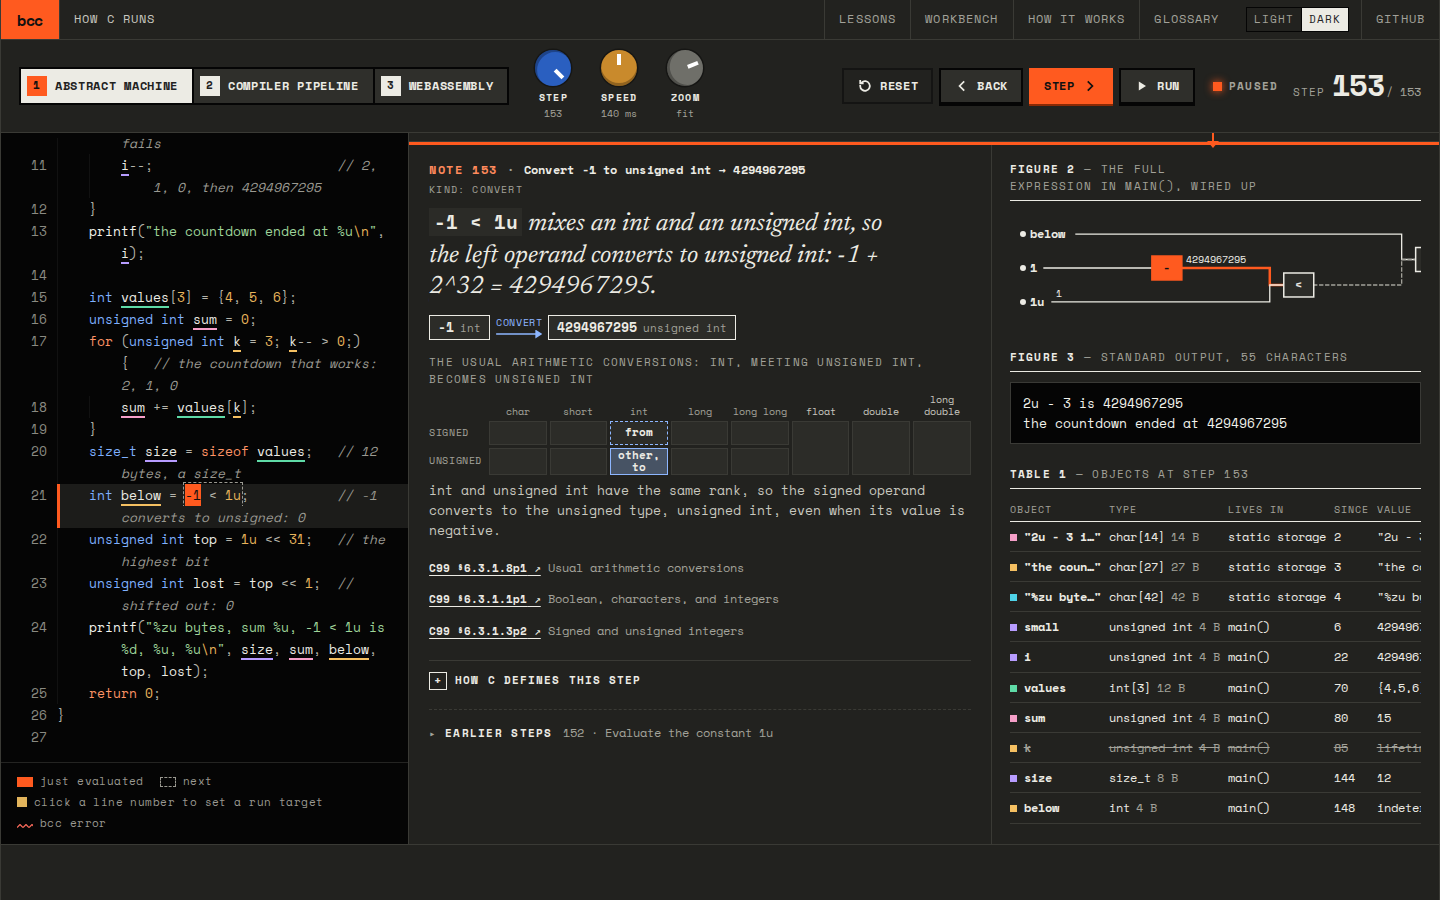 bcc
HOW C RUNS
LESSONS
WORKBENCH
HOW IT WORKS
GLOSSARY
LIGHT
DARK
GITHUB
1 ABSTRACT MACHINE
2 COMPILER PIPELINE
3 WEBASSEMBLY
STEP
153
SPEED
140 ms
ZOOM
fit
RESET
BACK
STEP
RUN
PAUSED
STEP 153 / 153
fails
11 i--; // 2,
1, 0, then 4294967295
12 }
13 printf("the countdown ended at %u\n",
i);
14
15 int values[3] = {4, 5, 6};
16 unsigned int sum = 0;
17 for (unsigned int k = 3; k-- > 0;)
{ // the countdown that works:
2, 1, 0
18 sum += values[k];
19 }
20 size_t size = sizeof values; // 12
bytes, a size_t
21 int below = -1 < 1u; // -1
converts to unsigned: 0
22 unsigned int top = 1u << 31; // the
highest bit
23 unsigned int lost = top << 1; //
shifted out: 0
24 printf("%zu bytes, sum %u, -1 < 1u is
%d, %u, %u\n", size, sum, below,
top, lost);
25 return 0;
26 }
27
just evaluated
next
click a line number to set a run target
bcc error
NOTE 153 · Convert -1 to unsigned int → 4294967295
KIND: CONVERT
-1 < 1u mixes an int and an unsigned int, so
the left operand converts to unsigned int: -1 +
2^32 = 4294967295.
-1 int
CONVERT
4294967295 unsigned int
THE USUAL ARITHMETIC CONVERSIONS: INT, MEETING UNSIGNED INT,
BECOMES UNSIGNED INT
char short int long long long float double long double
SIGNED
from
UNSIGNED
other, to
int and unsigned int have the same rank, so the signed operand
converts to the unsigned type, unsigned int, even when its value is
negative.
C99 §6.3.1.8p1 ↗ Usual arithmetic conversions
C99 §6.3.1.1p1 ↗ Boolean, characters, and integers
C99 §6.3.1.3p2 ↗ Signed and unsigned integers
+ HOW C DEFINES THIS STEP
▸ EARLIER STEPS 152 · Evaluate the constant 1u
FIGURE 2 — THE FULL
EXPRESSION IN MAIN(), WIRED UP
below
1
-
4294967295
<
1u
1
FIGURE 3 — STANDARD OUTPUT, 55 CHARACTERS
2u - 3 is 4294967295
the countdown ended at 4294967295
TABLE 1 — OBJECTS AT STEP 153
OBJECT TYPE LIVES IN SINCE VALUE
"2u - 3 i…" char[14] 14 B static storage 2 "2u - 3
"the coun…" char[27] 27 B static storage 3 "the co
"%zu byte…" char[42] 42 B static storage 4 "%zu b
small unsigned int 4 B main() 6 429496
i unsigned int 4 B main() 22 429496
values int[3] 12 B main() 70 {4,5,6
sum unsigned int 4 B main() 80 15
k unsigned int 4 B main() 85 lifeti
size size_t 8 B main() 144 12
below int 4 B main() 148 indete